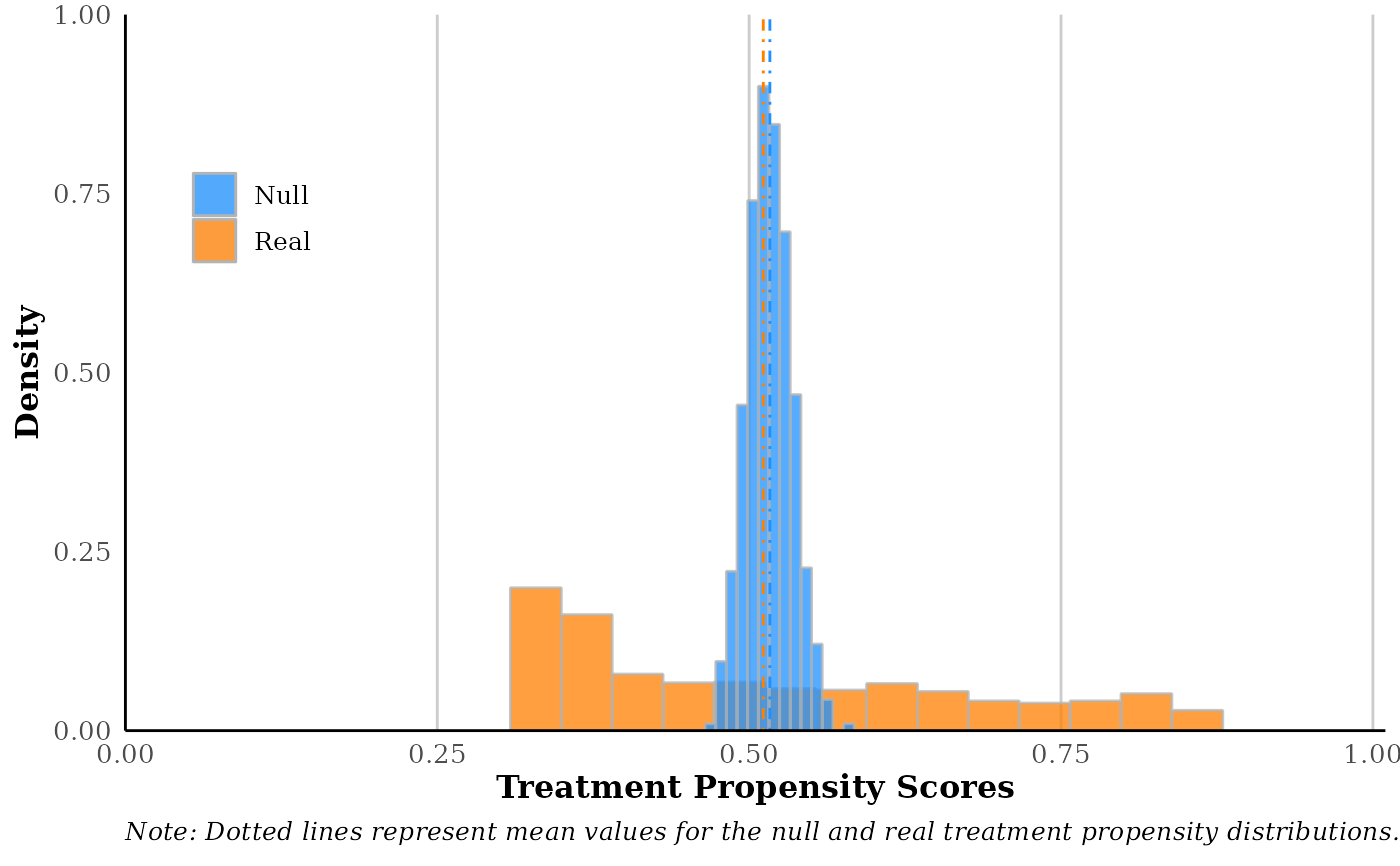 1.00
0.75
0.50
0.25
0.00
Density
Null
Real
0.00 0.25 0.50 0.75 1.00
Treatment Propensity Scores
Note: Dotted lines represent mean values for the null and real treatment propensity distributions.